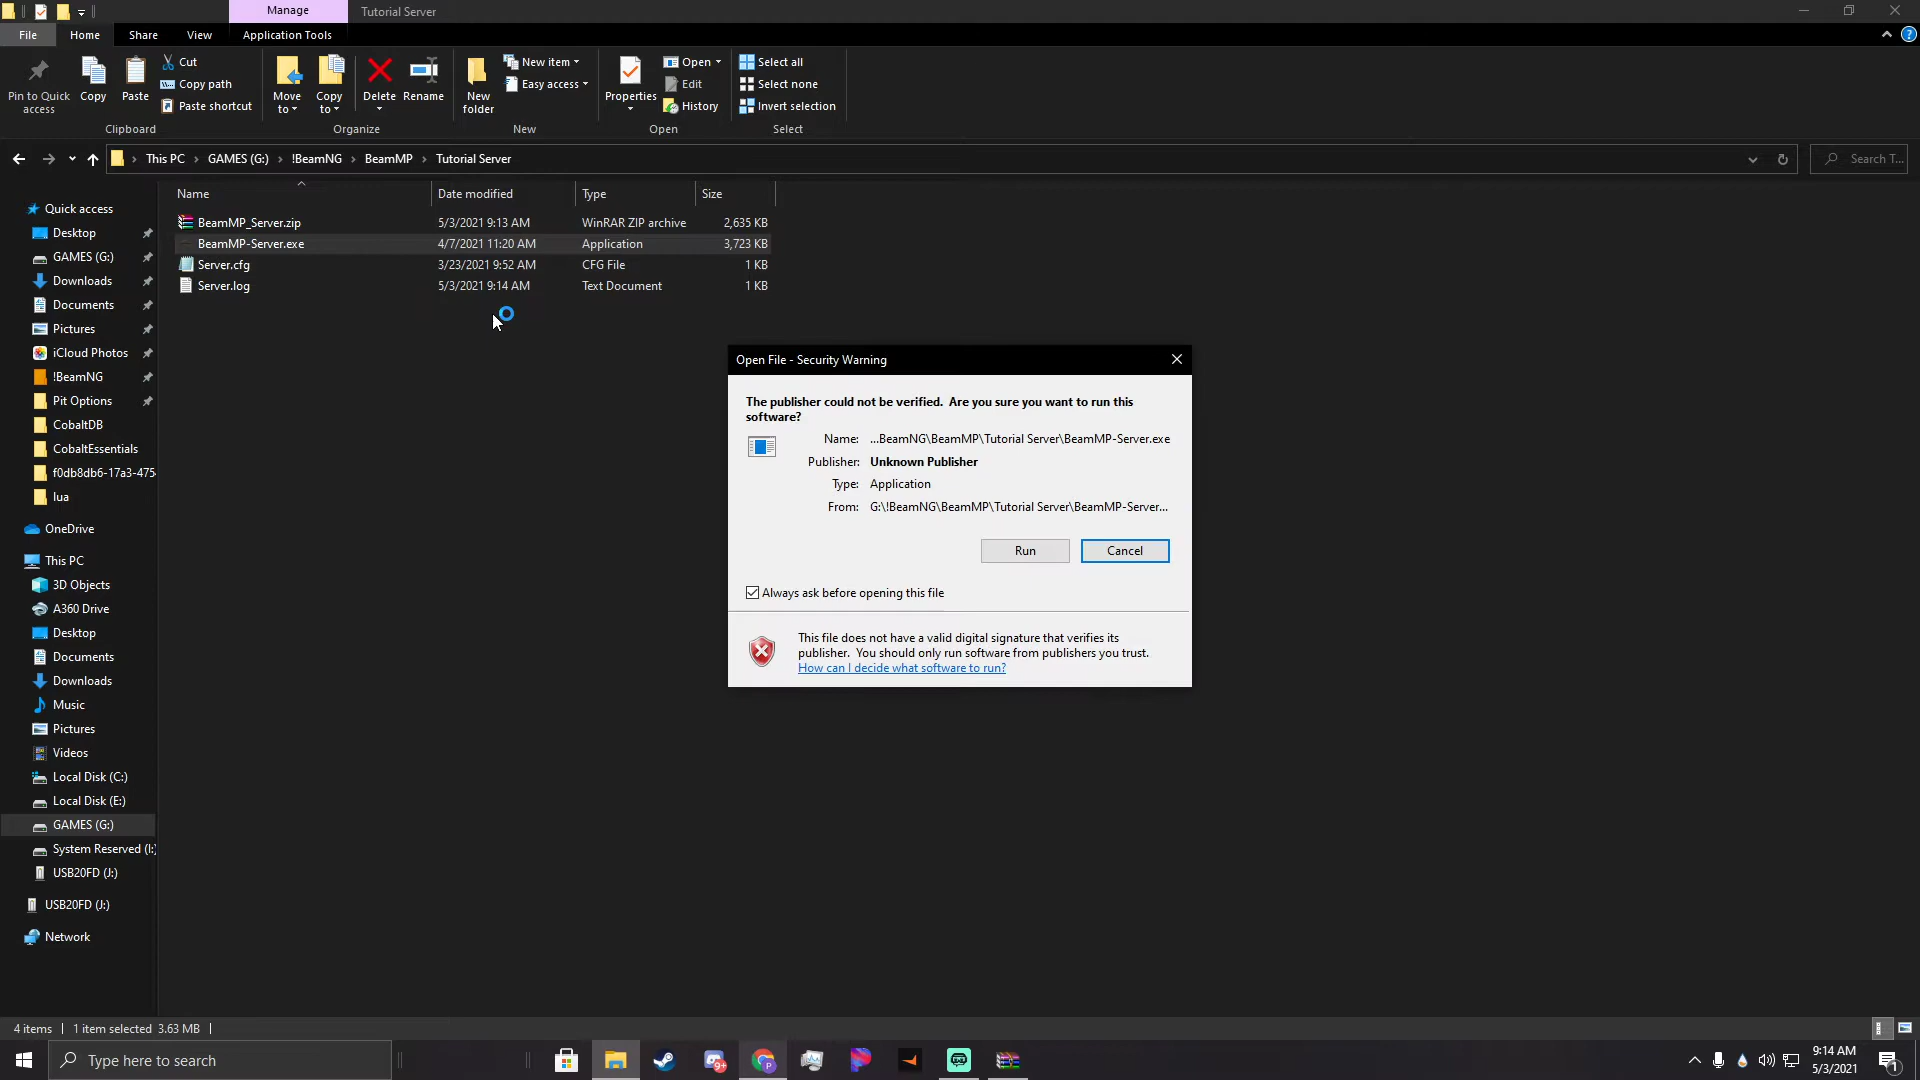 Manage
Tutorial Server
File
Home
Share
View
Application Tools
Pin to Quick
access
Copy
Paste
Cut
Copy path
Paste shortcut
Clipboard
Move
to
Copy
to
Delete
Rename
Organize
New
folder
New item
Easy access
New
Properties
Open
Edit
History
Open
Select all
Select none
Invert selection
Select
This PC
GAMES (G:)
!BeamNG
BeamMP
Tutorial Server
Search T...
Name
Date modified
Type
Size
BeamMP_Server.zip 5/3/2021 9:13 AM WinRAR ZIP archive 2,635 KB
BeamMP-Server.exe 4/7/2021 11:20 AM Application 3,723 KB
Server.cfg 3/23/2021 9:52 AM CFG File 1 KB
Server.log 5/3/2021 9:14 AM Text Document 1 KB
Quick access
Desktop
GAMES (G:)
Downloads
Documents
Pictures
iCloud Photos
!BeamNG
Pit Options
CobaltDB
CobaltEssentials
f0db8db6-17a3-475
lua
OneDrive
This PC
3D Objects
A360 Drive
Desktop
Documents
Downloads
Music
Pictures
Videos
Local Disk (C:)
Local Disk (E:)
GAMES (G:)
System Reserved (I:)
USB20FD (J:)
USB20FD (J:)
Network
Open File - Security Warning
The publisher could not be verified. Are you sure you want to run this
software?
Name: ...BeamNG\BeamMP\Tutorial Server\BeamMP-Server.exe
Publisher: Unknown Publisher
Type: Application
From: G:\!BeamNG\BeamMP\Tutorial Server\BeamMP-Server...
Run
Cancel
Always ask before opening this file
This file does not have a valid digital signature that verifies its
publisher. You should only run software from publishers you trust.
How can I decide what software to run?
4 items
1 item selected 3.63 MB
Type here to search
9+
P
9:14 AM
5/3/2021
1